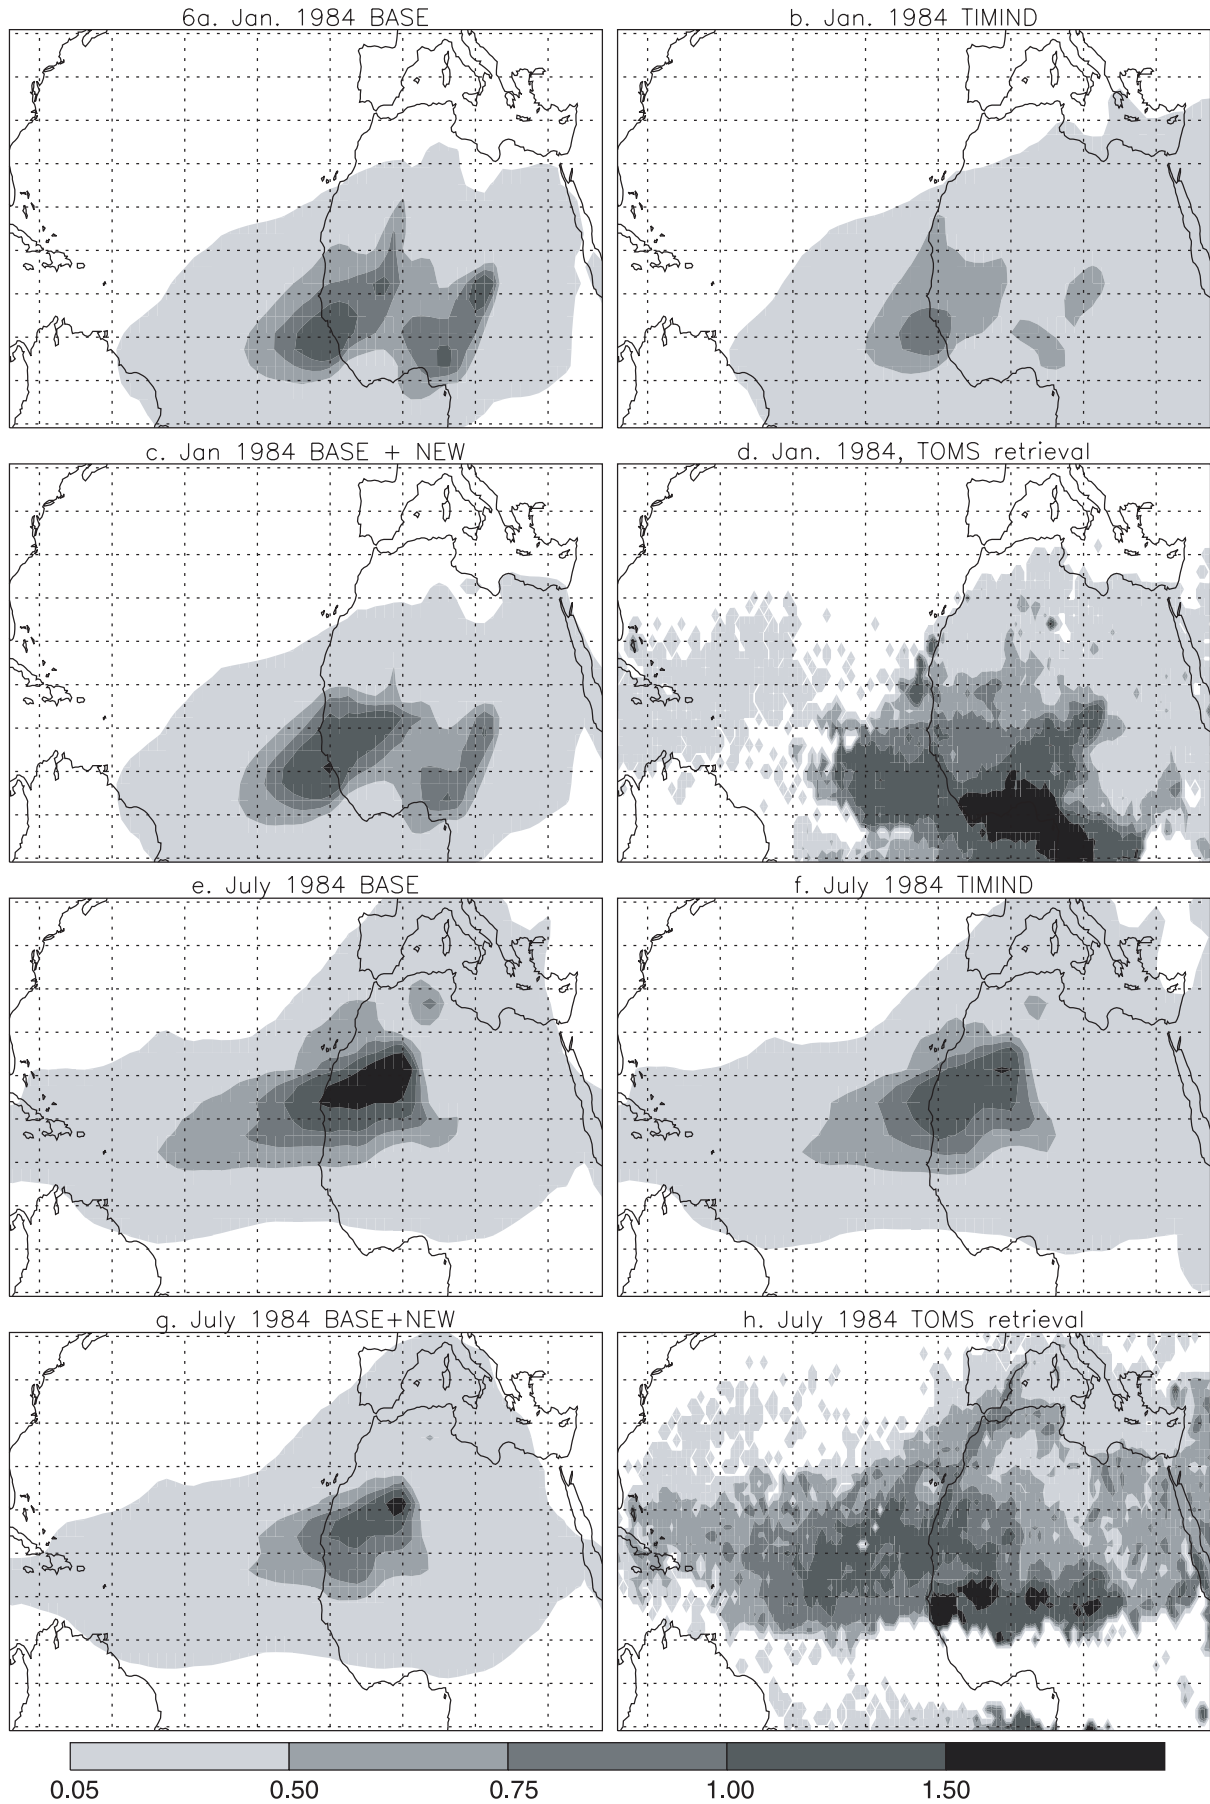 6a. Jan. 1984 BASE
b. Jan. 1984 TIMIND
c. Jan 1984 BASE + NEW
d. Jan. 1984, TOMS retrieval
e. July 1984 BASE
f. July 1984 TIMIND
g. July 1984 BASE+NEW
h. July 1984 TOMS retrieval
0.05 0.50 0.75 1.00 1.50